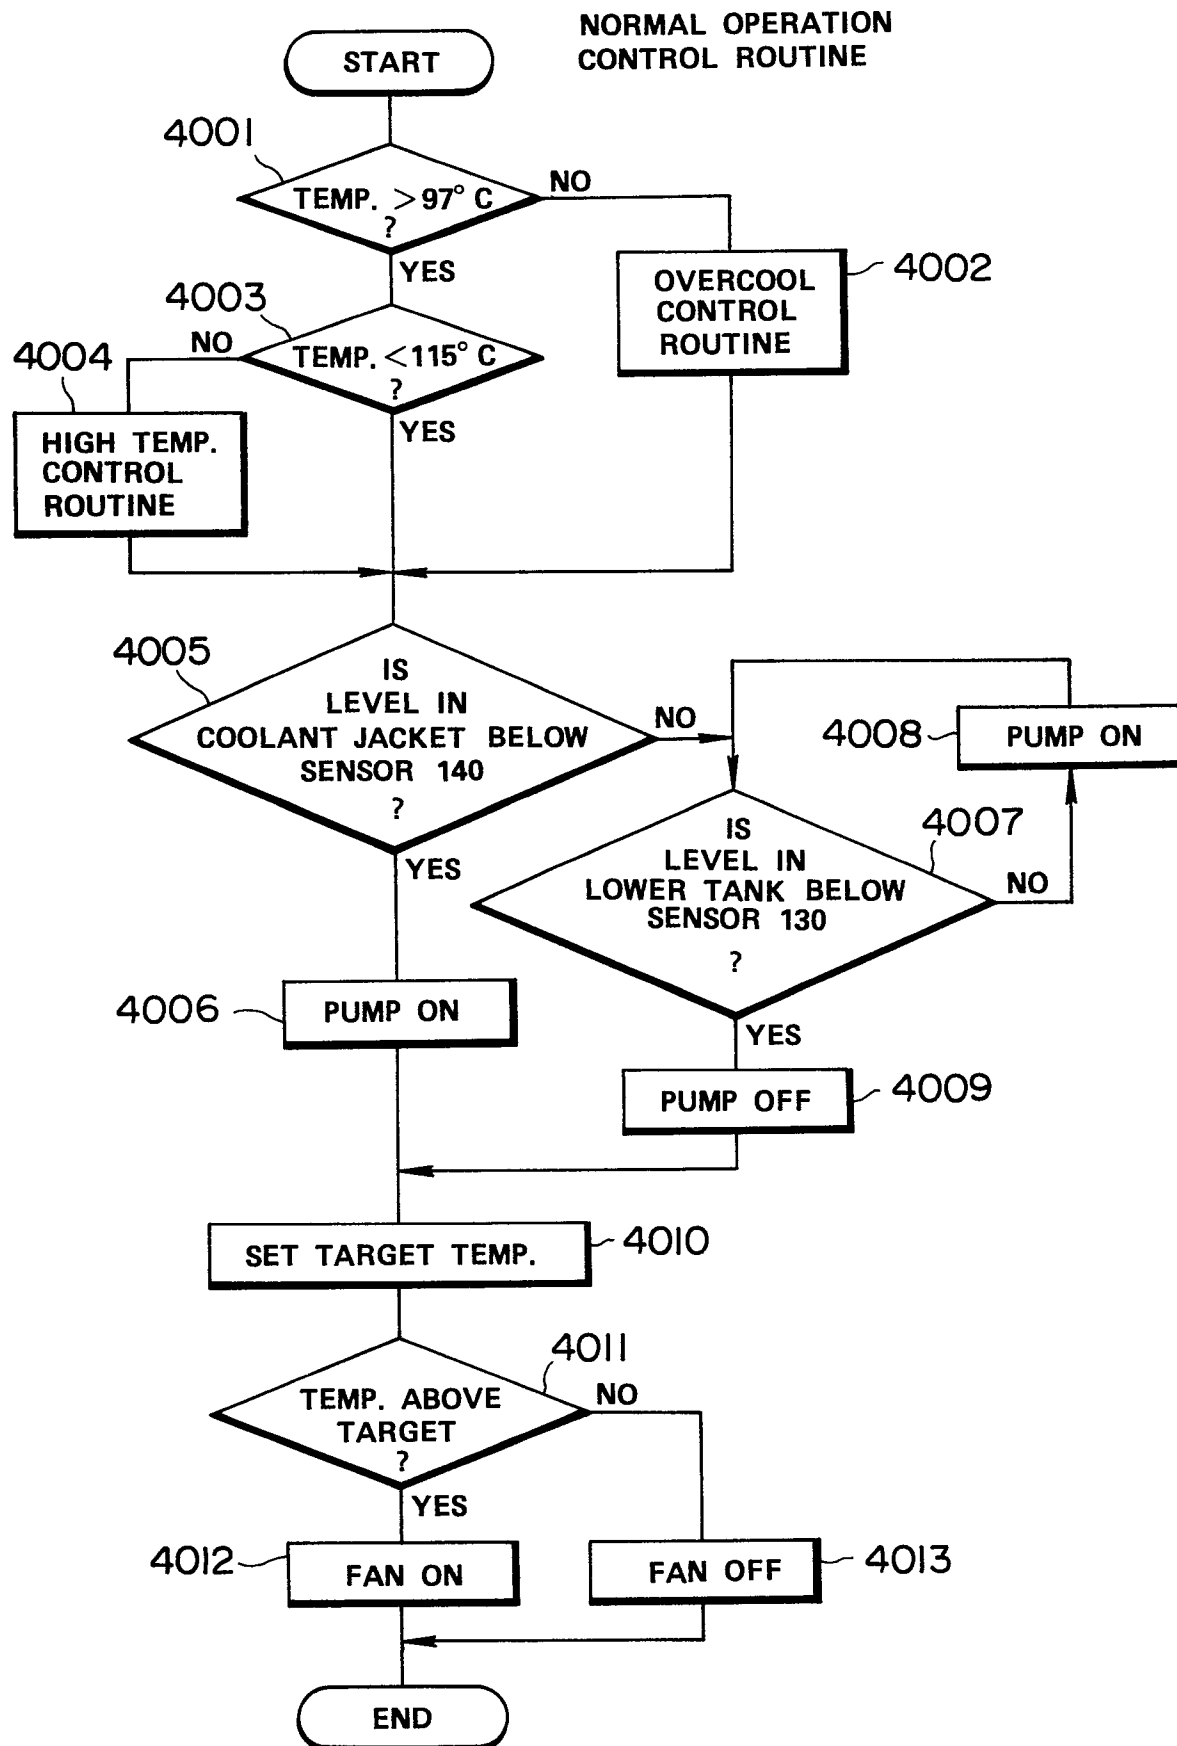 NORMAL OPERATION
CONTROL ROUTINE
START
4001
TEMP. >97° C
?
NO
YES
OVERCOOL
CONTROL
ROUTINE
4002
4003
TEMP. <115° C
?
NO
YES
4004
HIGH TEMP.
CONTROL
ROUTINE
4005
IS
LEVEL IN
COOLANT JACKET BELOW
SENSOR 140
?
NO
YES
4008
PUMP ON
4007
IS
LEVEL IN
LOWER TANK BELOW
SENSOR 130
?
NO
YES
4006
PUMP ON
PUMP OFF
4009
SET TARGET TEMP.
4010
4011
TEMP. ABOVE
TARGET
?
NO
YES
4012
FAN ON
FAN OFF
4013
END